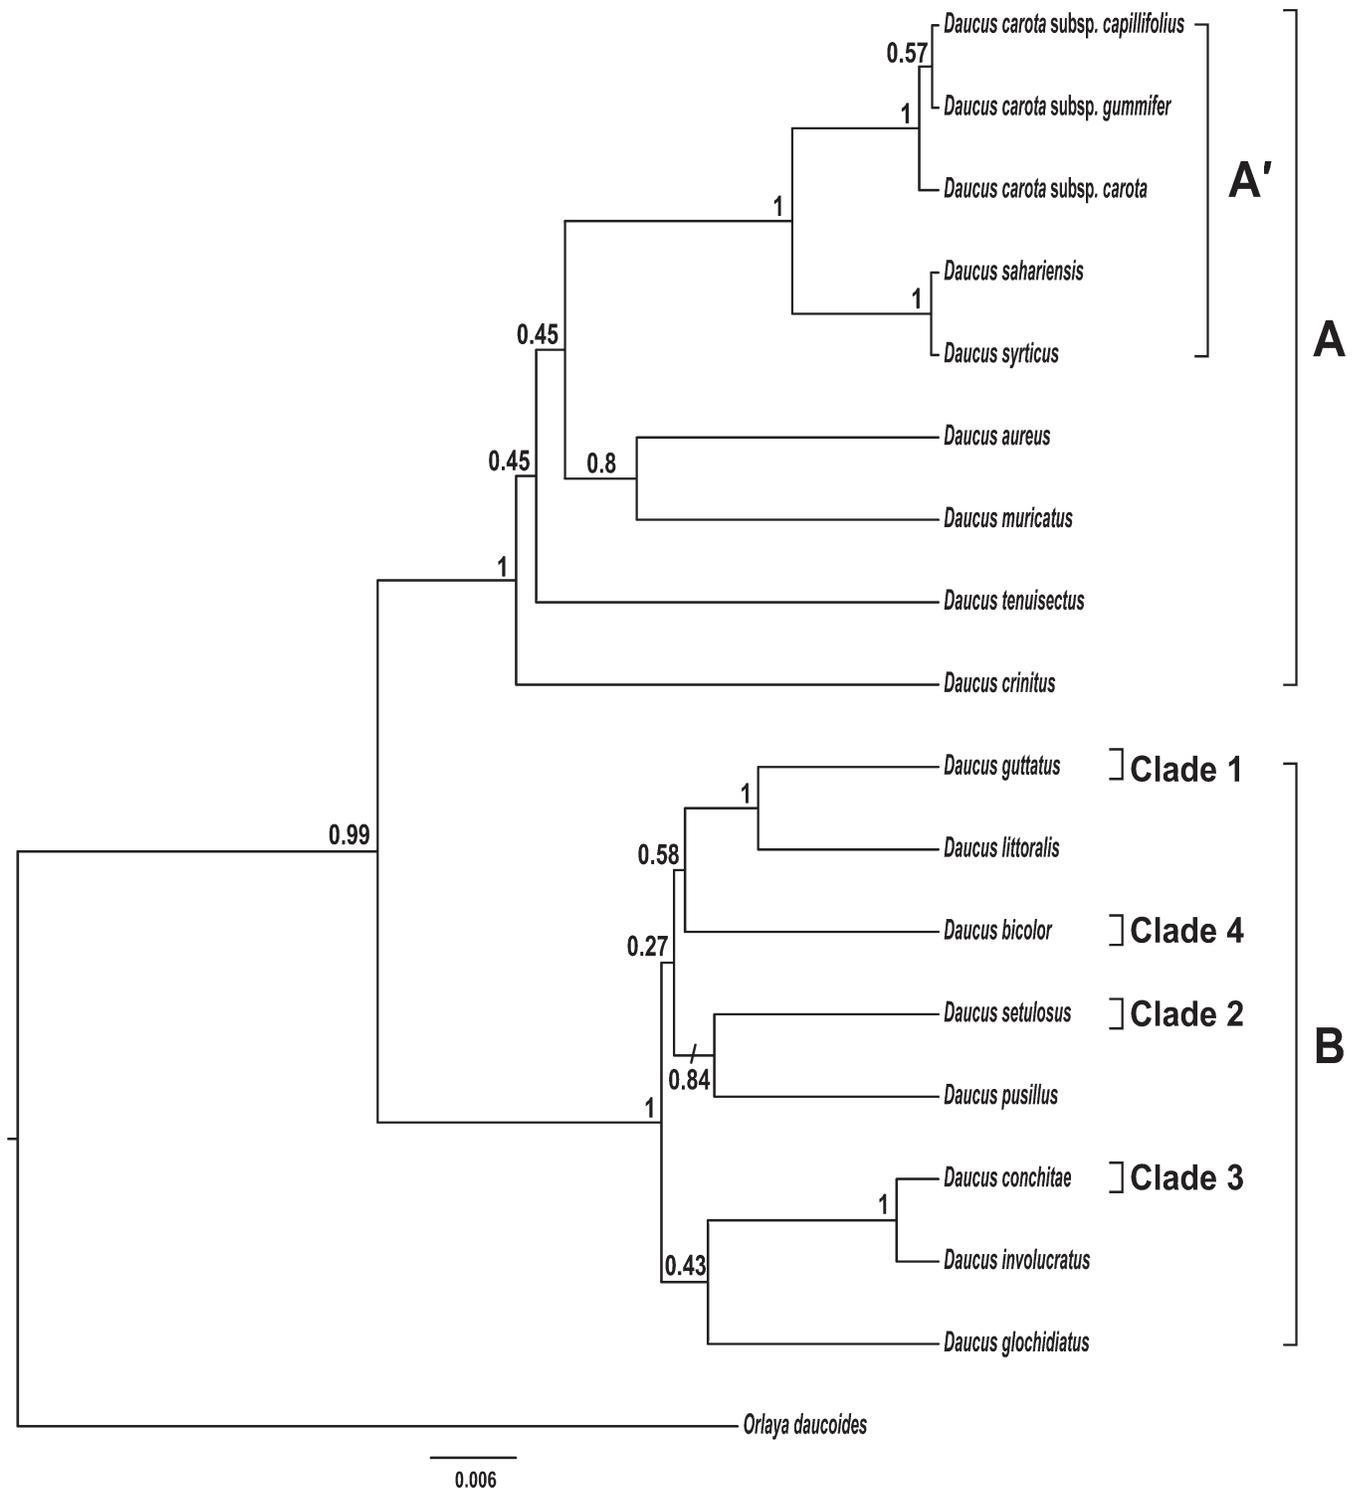 Daucus carota subsp. capillifolius
0.57
Daucus carota subsp. gummifer
1
A′
Daucus carota subsp. carota
1
Daucus sahariensis
1
0.45
A
Daucus syrticus
Daucus aureus
0.45
0.8
Daucus muricatus
1
Daucus tenuisectus
Daucus crinitus
Daucus guttatus
Clade 1
1
0.99
0.58
Daucus littoralis
Daucus bicolor
Clade 4
0.27
Daucus setulosus
Clade 2
B
0.84
Daucus pusillus
1
Daucus conchitae
Clade 3
1
Daucus involucratus
0.43
Daucus glochidiatus
Orlaya daucoides
0.006